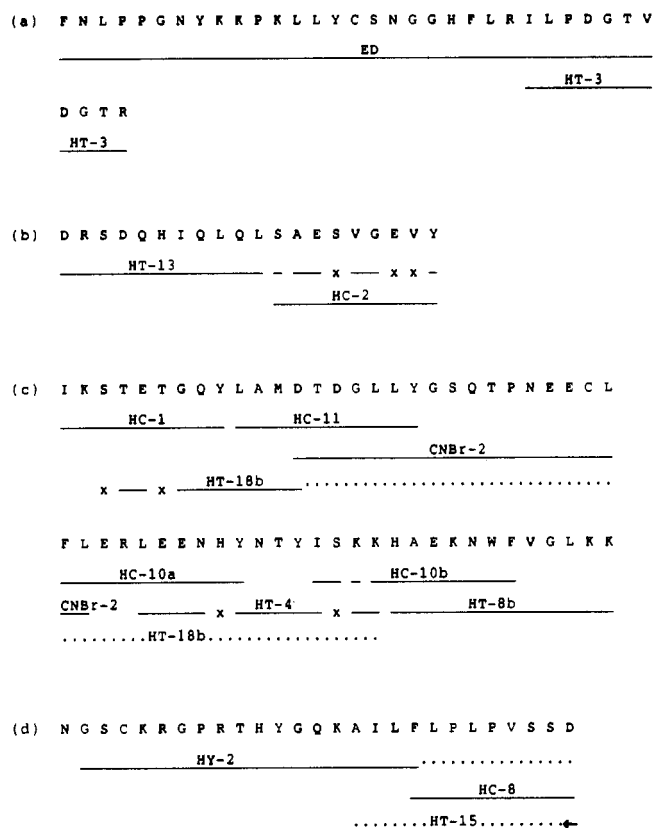 (a) F N L P P G N Y K K P K L L Y C S N G G H F L R I L P D G T V
ED
HT-3
D G T R
HT-3
(b) D R S D Q H I Q L Q L S A E S V G E V Y
HT-13 x x x
HC-2
(c) I K S T E T G Q Y L A M D T D G L L Y G S Q T P N E E C L
HC-1 HC-11
CNBr-2
x x HT-18b
F L E R L E E N H Y N T Y I S K K H A E K N W F V G L K K
HC-10a HC-10b
CNBr-2 x HT-4 x HT-8b
HT-18b
(d) N G S C K R G P R T H Y G Q K A I L F L P L P V S S D
HY-2
HC-8
HT-15